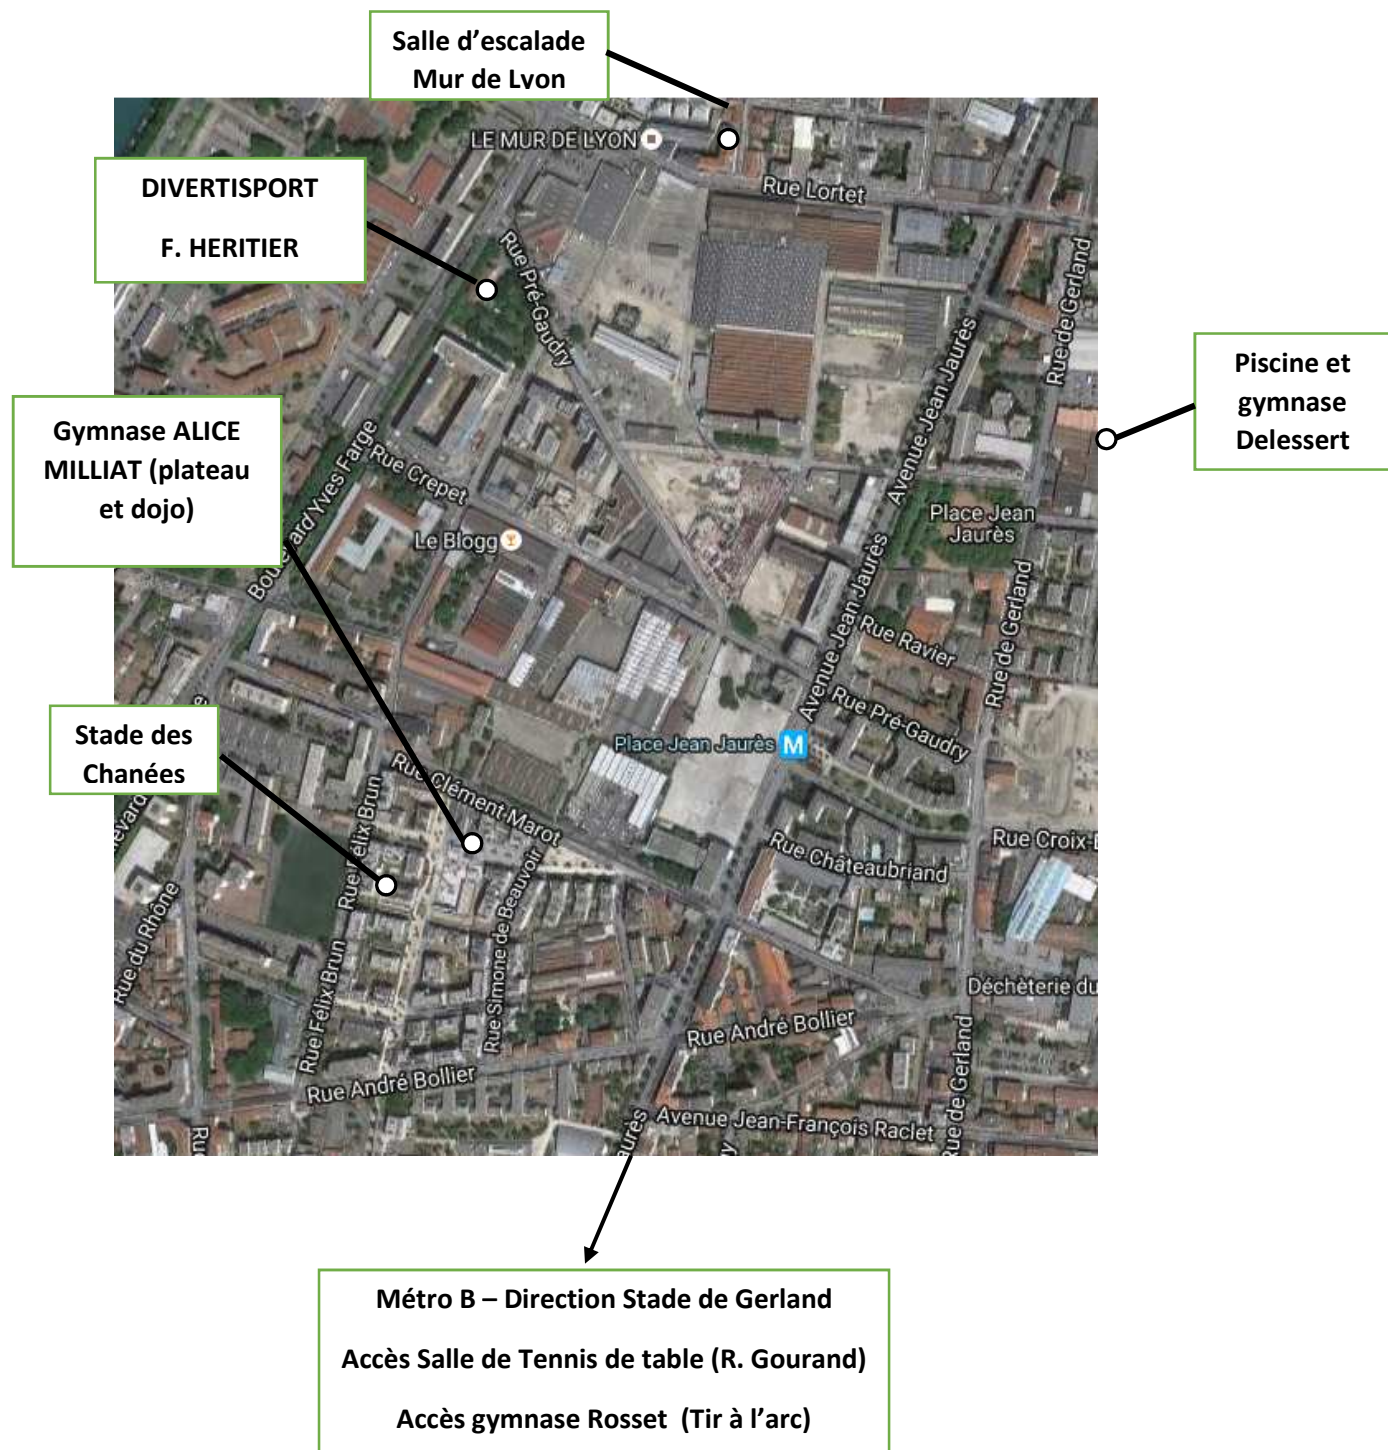 Salle d’escalade
Mur de Lyon
LE MUR DE LYON
Rue Lortet
DIVERTISPORT
F. HERITIER
Rue Pré-Gaudry
Rue de Gerland
Avenue Jean Jaurès
Piscine et
gymnase
Delessert
Gymnase ALICE
MILLIAT (plateau
et dojo)
Boulevard Yves Farge
Rue Crepet
Le Blogg
Place Jean
Jaurès
Avenue Jean Jaurès
Rue de Gerland
Rue Ravier
Rue Pré-Gaudry
Place Jean Jaurès M
Stade des
Chanées
levard
Rue Félix Brun
Rue Clément Marot
Rue Châteaubriand
Rue Croix-
Rue du Rhône
Rue Félix Brun
Rue Simone de Beauvoir
Déchèterie du
Rue André Bollier
Rue André Bollier
Rue de Gerland
Avenue Jean-François Raclet
aurès
Métro B – Direction Stade de Gerland
Accès Salle de Tennis de table (R. Gourand)
Accès gymnase Rosset (Tir à l’arc)